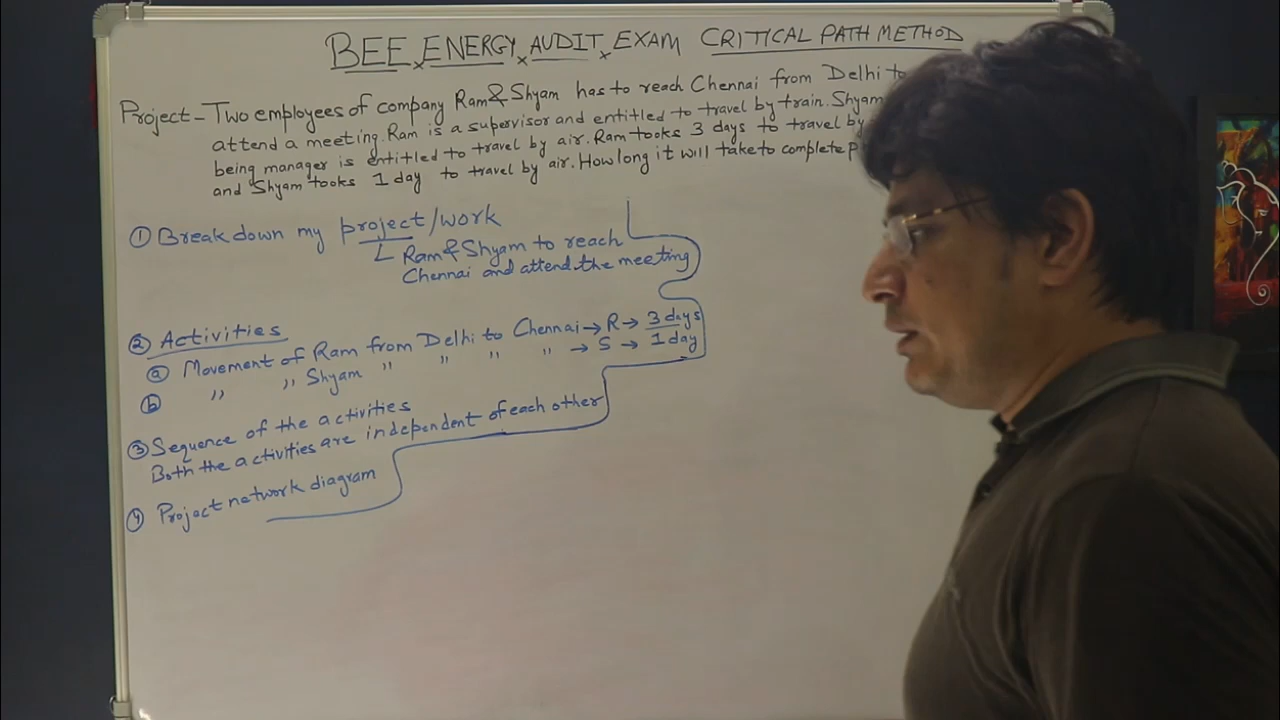 BEE ENERGY AUDIT EXAM CRITICAL PATH METHOD
Project - Two employees of company Ram & Shyam has to reach Chennai from Delhi to
attend a meeting. Ram is a supervisor and entitled to travel by train. Shyam
being manager is entitled to travel by air. Ram tooks 3 days to travel by
and Shyam tooks 1 day to travel by air. How long it will take to complete
① Break down my project/work
Ram & Shyam to reach
Chennai and attend the meeting
② Activities
ⓐ Movement of Ram from Delhi to Chennai → R → 3 days
ⓑ " " Shyam " " " " → S → 1 day
③ Sequence of the activities
Both the activities are independent of each other
④ Project network diagram